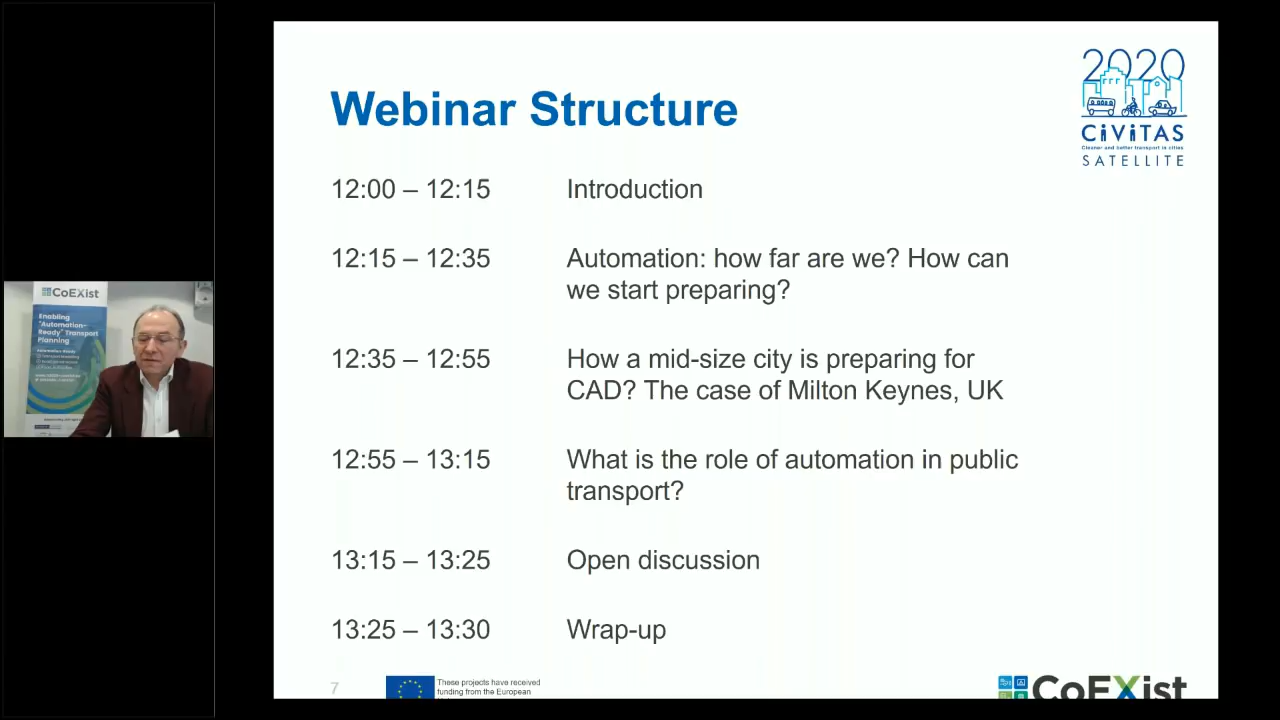 Webinar Structure
2020
CiViTAS
Cleaner and better transport in cities
SATELLITE
12:00 – 12:15 Introduction
12:15 – 12:35 Automation: how far are we? How can
we start preparing?
12:35 – 12:55 How a mid-size city is preparing for
CAD? The case of Milton Keynes, UK
12:55 – 13:15 What is the role of automation in public
transport?
13:15 – 13:25 Open discussion
13:25 – 13:30 Wrap-up
7
These projects have received
funding from the European
CoEXist
CoEXist
Enabling
"Automation-
Ready" Transport
Planning